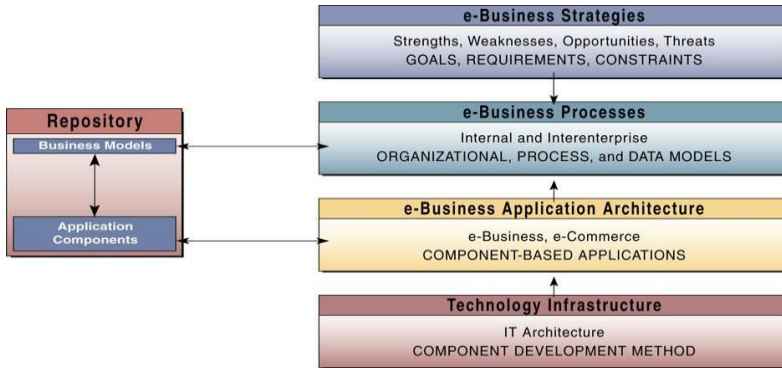 e-Business Strategies
Strengths, Weaknesses, Opportunities, Threats
GOALS, REQUIREMENTS, CONSTRAINTS
Repository
Business Models
Application
Components
e-Business Processes
Internal and Interenterprise
ORGANIZATIONAL, PROCESS, and DATA MODELS
e-Business Application Architecture
e-Business, e-Commerce
COMPONENT-BASED APPLICATIONS
Technology Infrastructure
IT Architecture
COMPONENT DEVELOPMENT METHOD